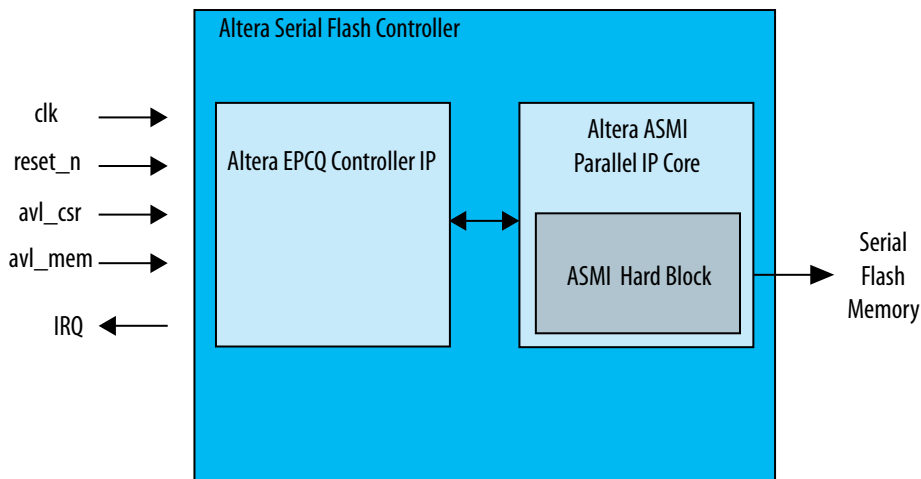 Altera Serial Flash Controller
clk
reset_n
avl_csr
avl_mem
IRQ
Altera EPCQ Controller IP
Altera ASMI
Parallel IP Core
ASMI Hard Block
Serial
Flash
Memory